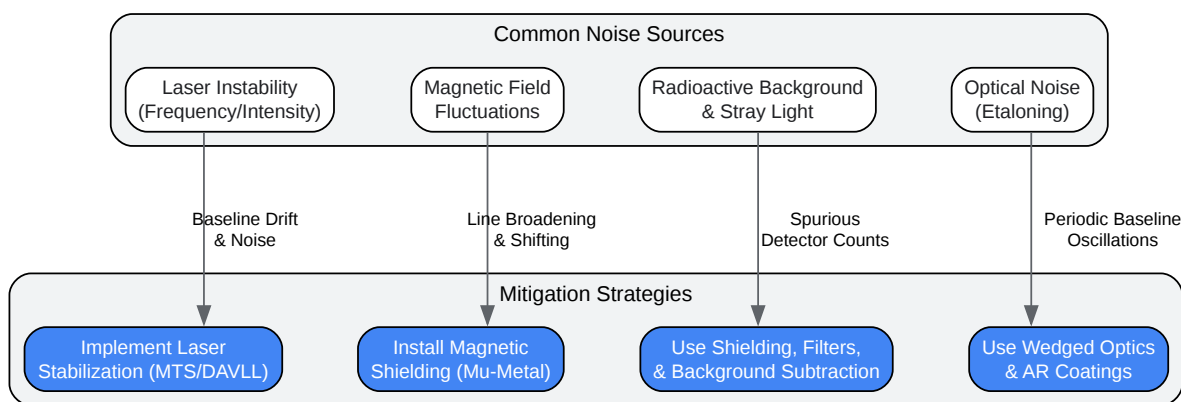 Common Noise Sources
Laser Instability
(Frequency/Intensity)
Magnetic Field
Fluctuations
Radioactive Background
& Stray Light
Optical Noise
(Etaloning)
Baseline Drift
& Noise
Line Broadening
& Shifting
Spurious
Detector Counts
Periodic Baseline
Oscillations
Mitigation Strategies
Implement Laser
Stabilization (MTS/DAVLL)
Install Magnetic
Shielding (Mu-Metal)
Use Shielding, Filters,
& Background Subtraction
Use Wedged Optics
& AR Coatings